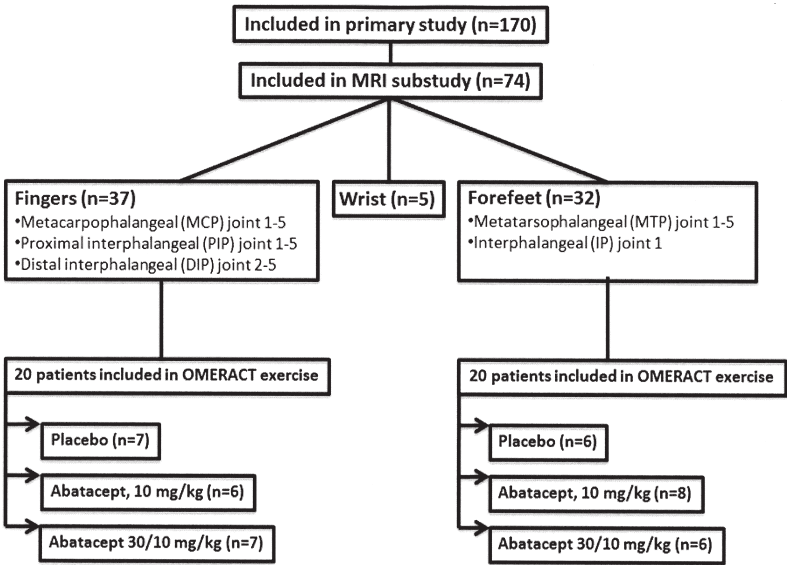 Included in primary study (n=170)
Included in MRI substudy (n=74)
Fingers (n=37)
•Metacarpophalangeal (MCP) joint 1-5
•Proximal interphalangeal (PIP) joint 1-5
•Distal interphalangeal (DIP) joint 2-5
Wrist (n=5)
Forefeet (n=32)
•Metatarsophalangeal (MTP) joint 1-5
•Interphalangeal (IP) joint 1
20 patients included in OMERACT exercise
Placebo (n=7)
Abatacept, 10 mg/kg (n=6)
Abatacept 30/10 mg/kg (n=7)
20 patients included in OMERACT exercise
Placebo (n=6)
Abatacept, 10 mg/kg (n=8)
Abatacept 30/10 mg/kg (n=6)